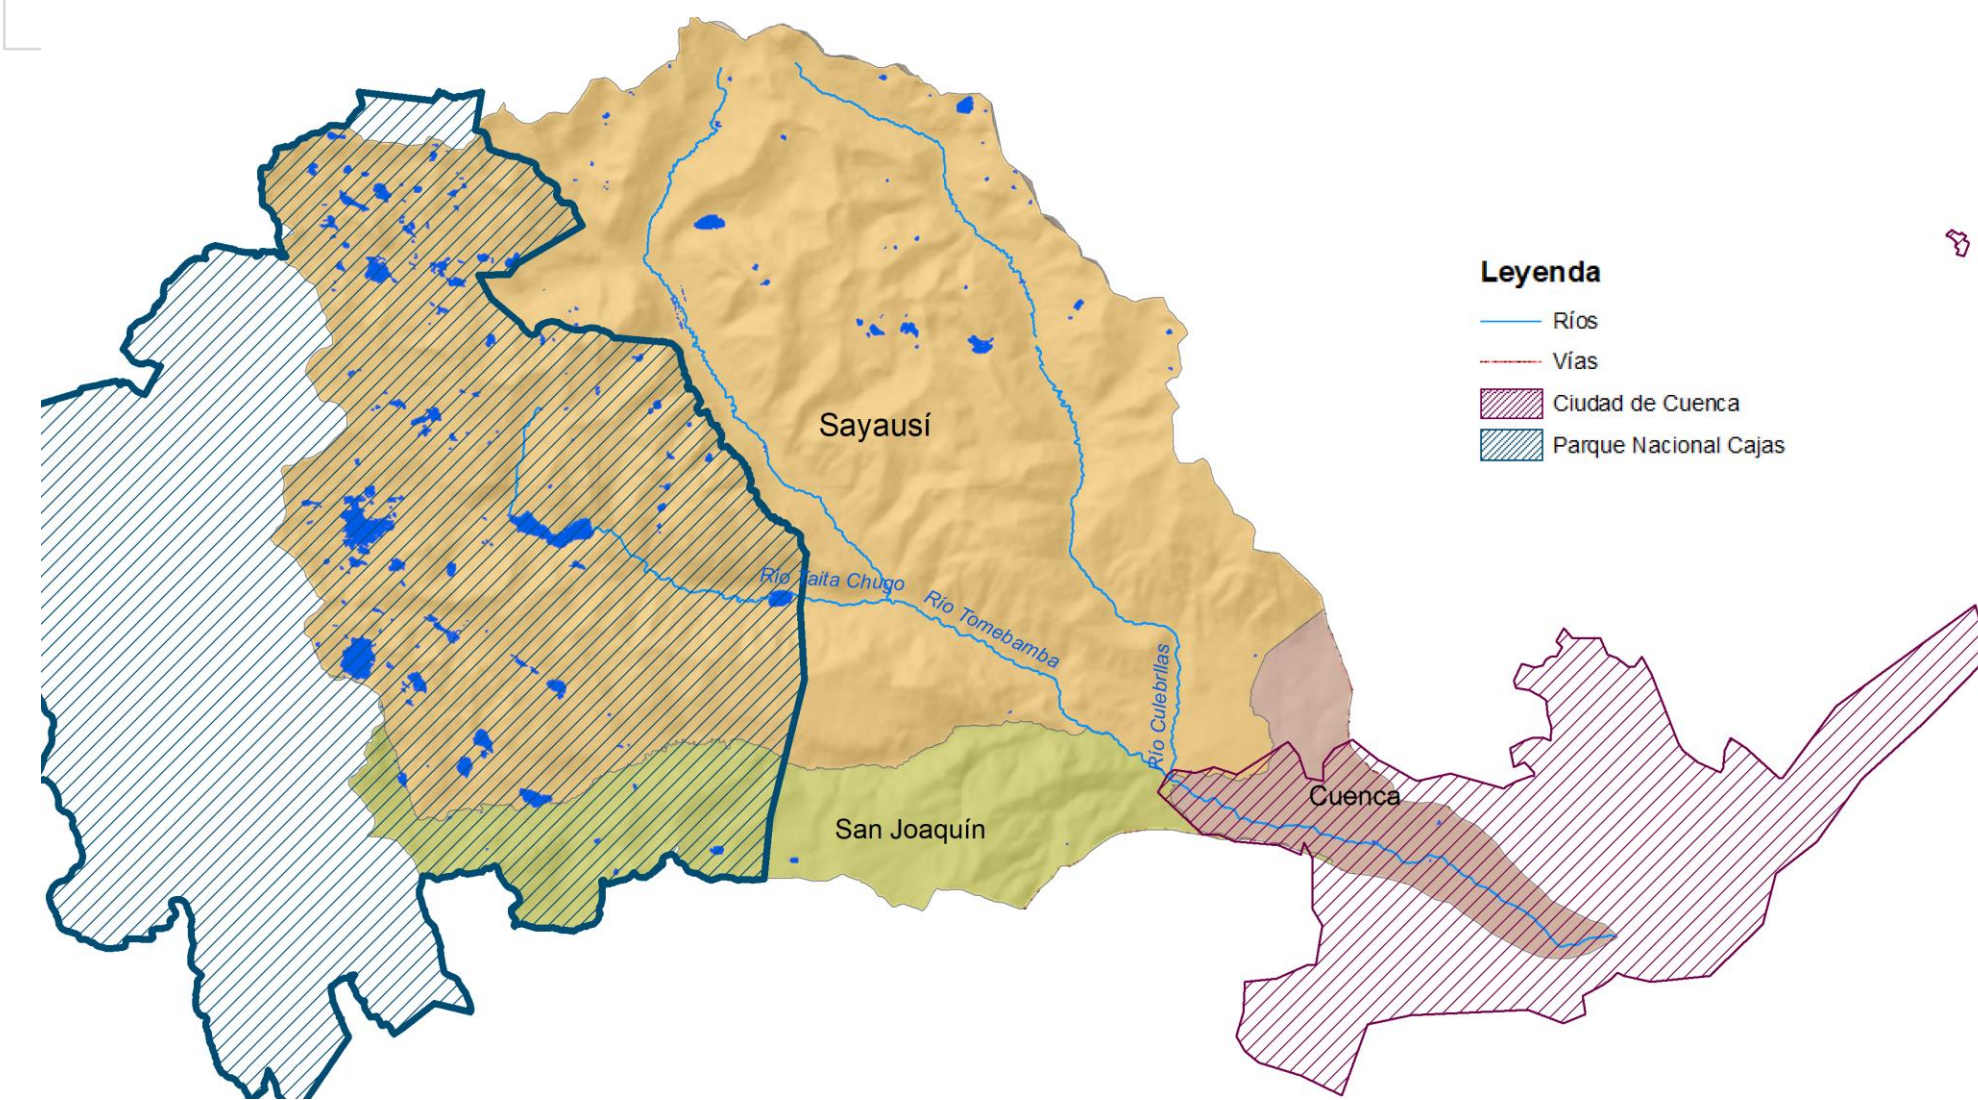 Leyenda
Ríos
Vías
Ciudad de Cuenca
Parque Nacional Cajas
Sayausí
Río Taita Chugo
Río Tomebamba
Río Culebrillas
Cuenca
San Joaquín